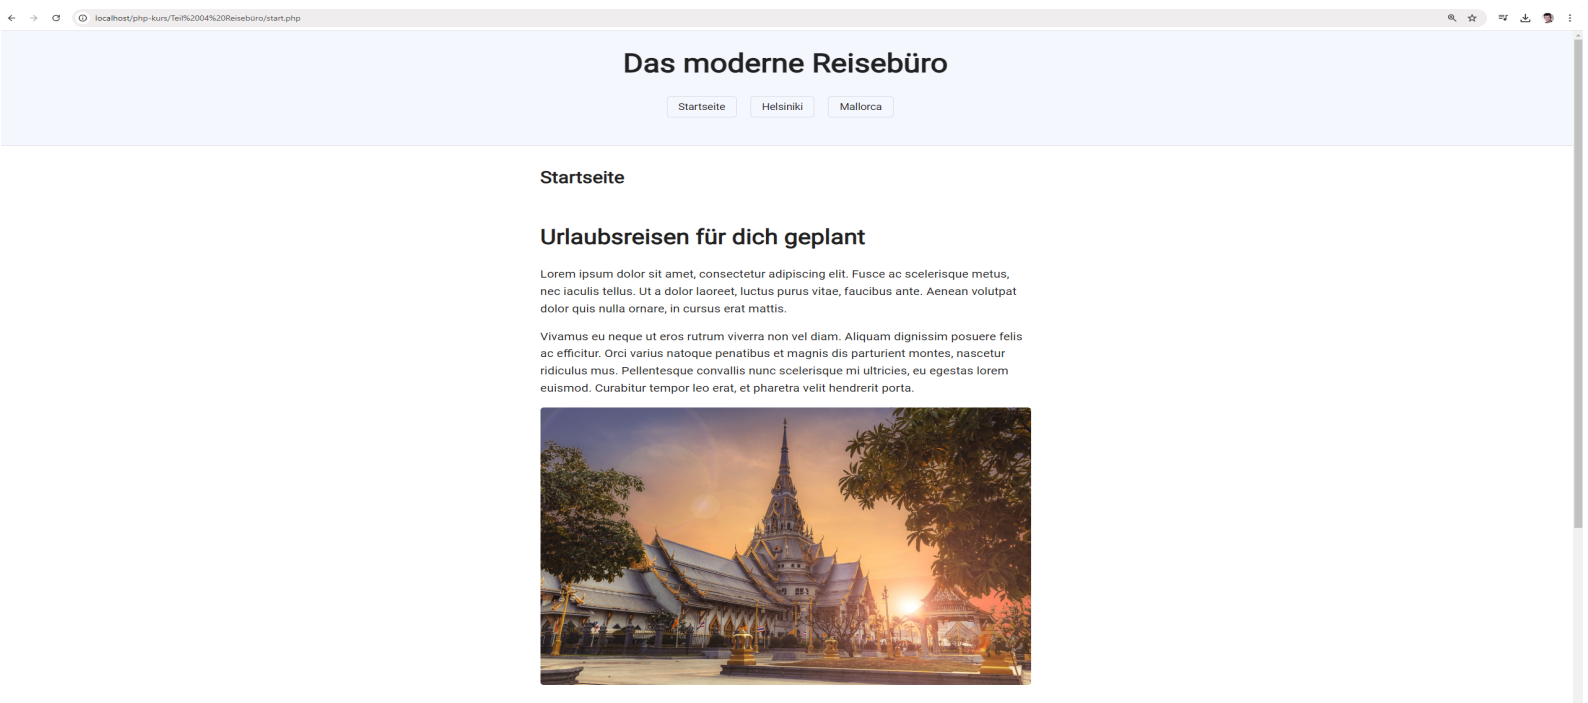 localhost/php-kurs/Teil%2004%20Reisebüro/start.php
Das moderne Reisebüro
Startseite Helsiniki Mallorca
Startseite
Urlaubsreisen für dich geplant
Lorem ipsum dolor sit amet, consectetur adipiscing elit. Fusce ac scelerisque metus,
nec iaculis tellus. Ut a dolor laoreet, luctus purus vitae, faucibus ante. Aenean volutpat
dolor quis nulla ornare, in cursus erat mattis.
Vivamus eu neque ut eros rutrum viverra non vel diam. Aliquam dignissim posuere felis
ac efficitur. Orci varius natoque penatibus et magnis dis parturient montes, nascetur
ridiculus mus. Pellentesque convallis nunc scelerisque mi ultricies, eu egestas lorem
euismod. Curabitur tempor leo erat, et pharetra velit hendrerit porta.